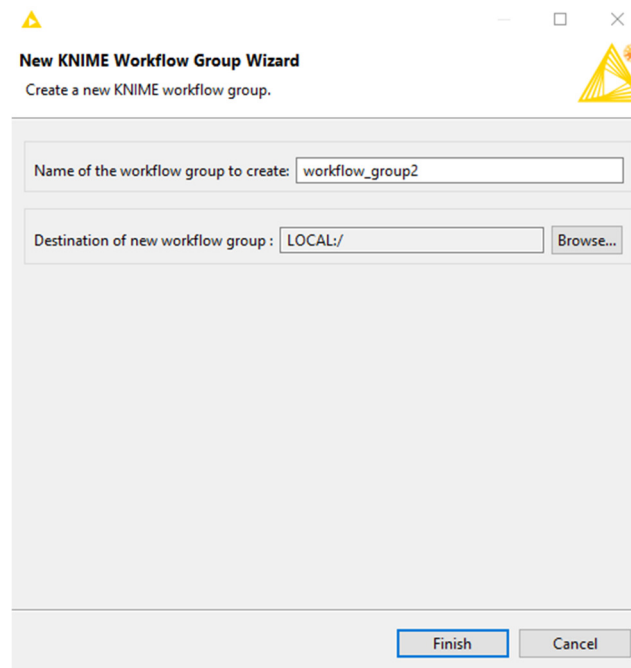 New KNIME Workflow Group Wizard
Create a new KNIME workflow group.
Name of the workflow group to create: workflow_group2
Destination of new workflow group : LOCAL:/ Browse...
Finish Cancel